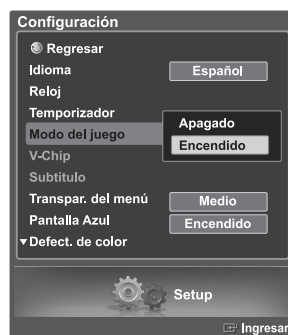 Configuración
Regresar
Idioma Español
Reloj
Temporizador
Apagado
Modo del juego
Encendido
V-Chip
Subtítulo
Transpar. del menú Medio
Pantalla Azul Encendido
▼Defect. de color
Setup
Ingresar